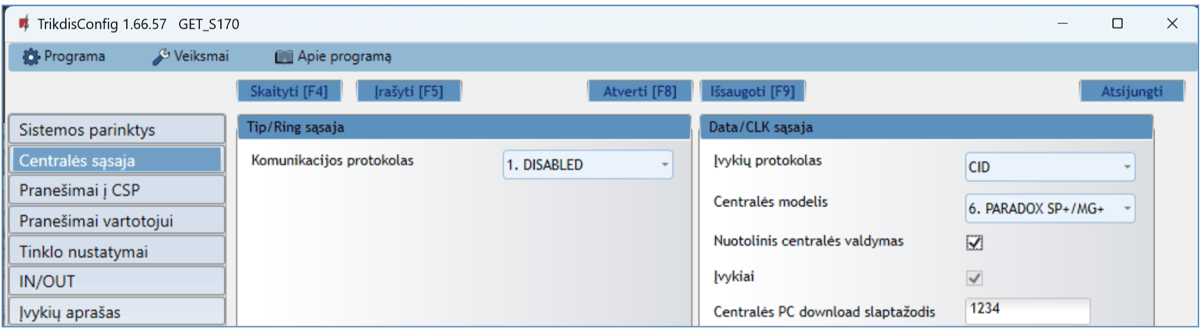 TrikdisConfig 1.66.57 GET_S170
Programa Veiksmai Apie programą
Skaityti [F4] Įrašyti [F5] Atverti [F8] Išsaugoti [F9] Atsijungti
Sistemos parinktys
Centralės sąsaja
Pranešimai į CSP
Pranešimai vartotojui
Tinklo nustatymai
IN/OUT
Įvykių aprašas
Tip/Ring sąsaja
Komunikacijos protokolas 1. DISABLED
Data/CLK sąsaja
Įvykių protokolas CID
Centralės modelis 6. PARADOX SP+/MG+
Nuotolinis centralės valdymas
Įvykiai
Centralės PC download slaptažodis 1234